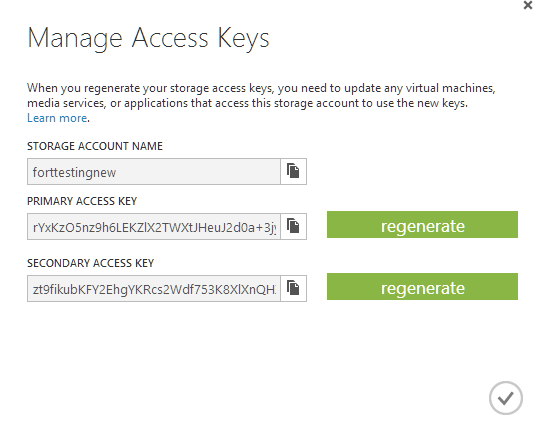 Manage Access Keys
When you regenerate your storage access keys, you need to update any virtual machines,
media services, or applications that access this storage account to use the new keys.
Learn more.
STORAGE ACCOUNT NAME
forttestingnew
PRIMARY ACCESS KEY
rYxKzO5nz9h6LEKZlX2TWXtJHeuJ2d0a+3jy
regenerate
SECONDARY ACCESS KEY
zt9fikubKFY2EhgYKRcs2Wdf753K8XlXnQH
regenerate